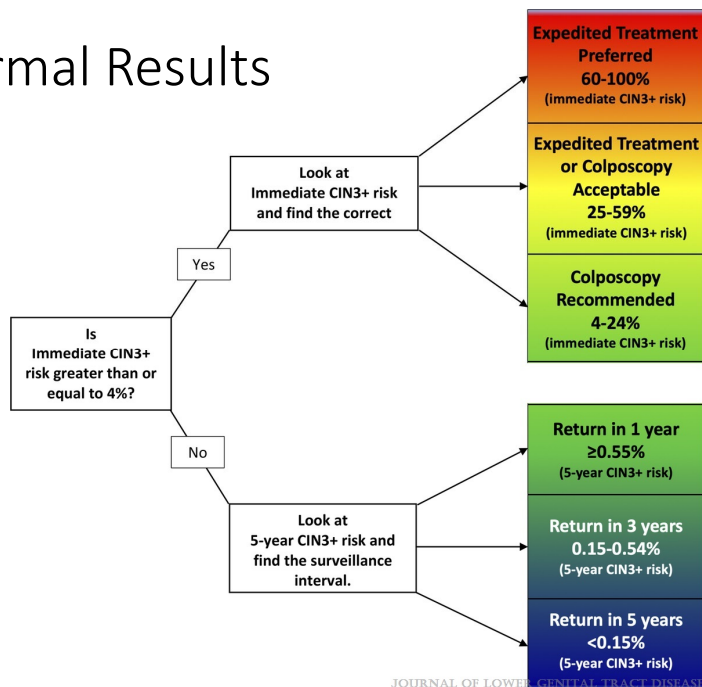 rmal Results
Expedited Treatment
Preferred
60-100%
(immediate CIN3+ risk)
Expedited Treatment
or Colposcopy
Acceptable
25-59%
(immediate CIN3+ risk)
Colposcopy
Recommended
4-24%
(immediate CIN3+ risk)
Look at
Immediate CIN3+ risk
and find the correct
Yes
Is
Immediate CIN3+
risk greater than or
equal to 4%?
No
Look at
5-year CIN3+ risk and
find the surveillance
interval.
Return in 1 year
≥0.55%
(5-year CIN3+ risk)
Return in 3 years
0.15-0.54%
(5-year CIN3+ risk)
Return in 5 years
<0.15%
(5-year CIN3+ risk)
JOURNAL OF LOWER GENITAL TRACT DISEASE